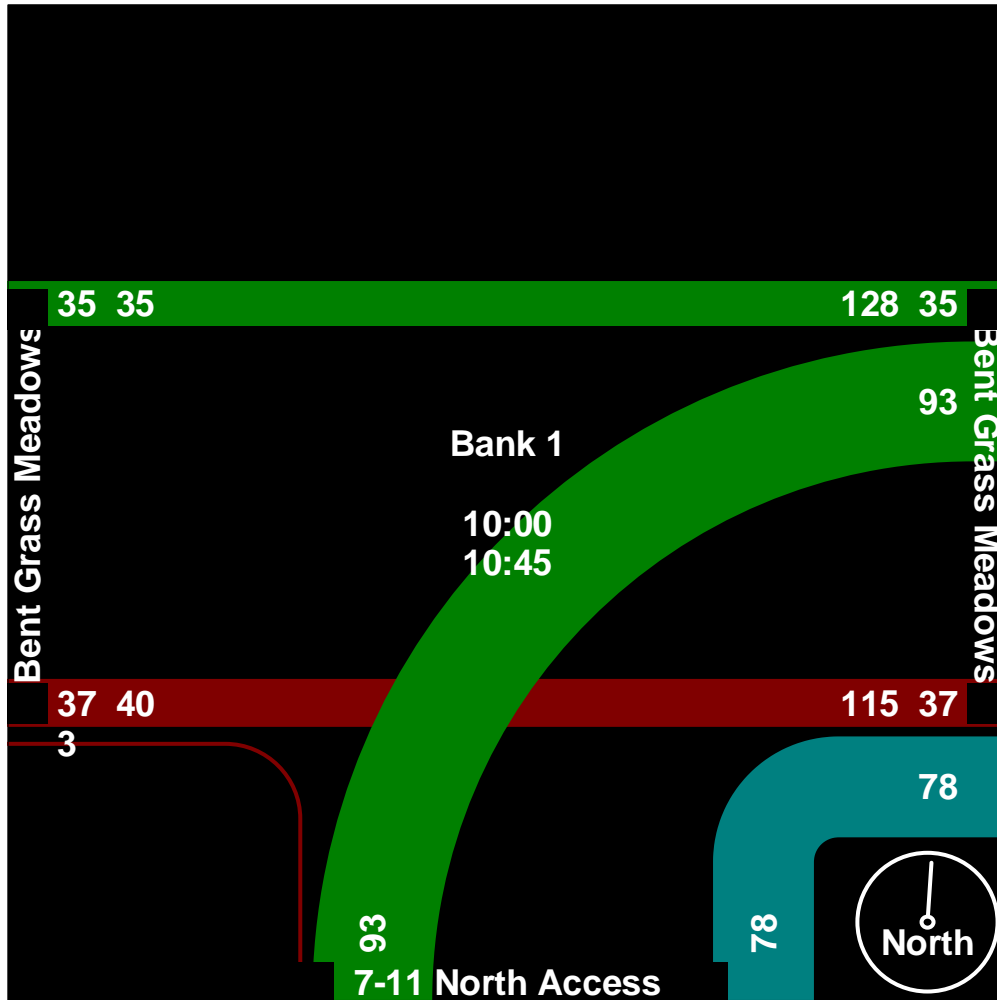 35 35
128 35
Bent Grass Meadows
Bent Grass Meadows
93
Bank 1
10:00
10:45
37 40
115 37
3
78
93
78
North
7-11 North Access